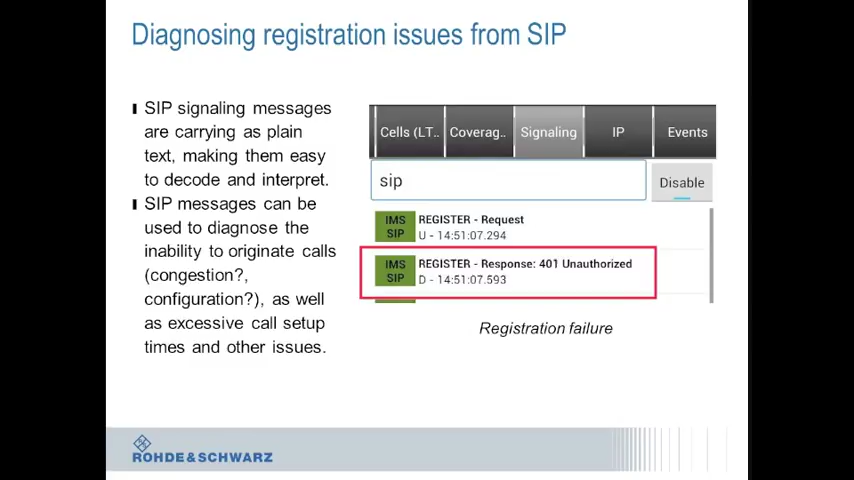 Diagnosing registration issues from SIP
SIP signaling messages
are carrying as plain
text, making them easy
to decode and interpret.
SIP messages can be
used to diagnose the
inability to originate calls
(congestion?,
configuration?), as well
as excessive call setup
times and other issues.
Cells (LT.. Coverag.. Signaling IP Events
sip Disable
IMS SIP REGISTER - Request
U - 14:51:07.294
IMS SIP REGISTER - Response: 401 Unauthorized
D - 14:51:07.593
Registration failure
ROHDE&SCHWARZ